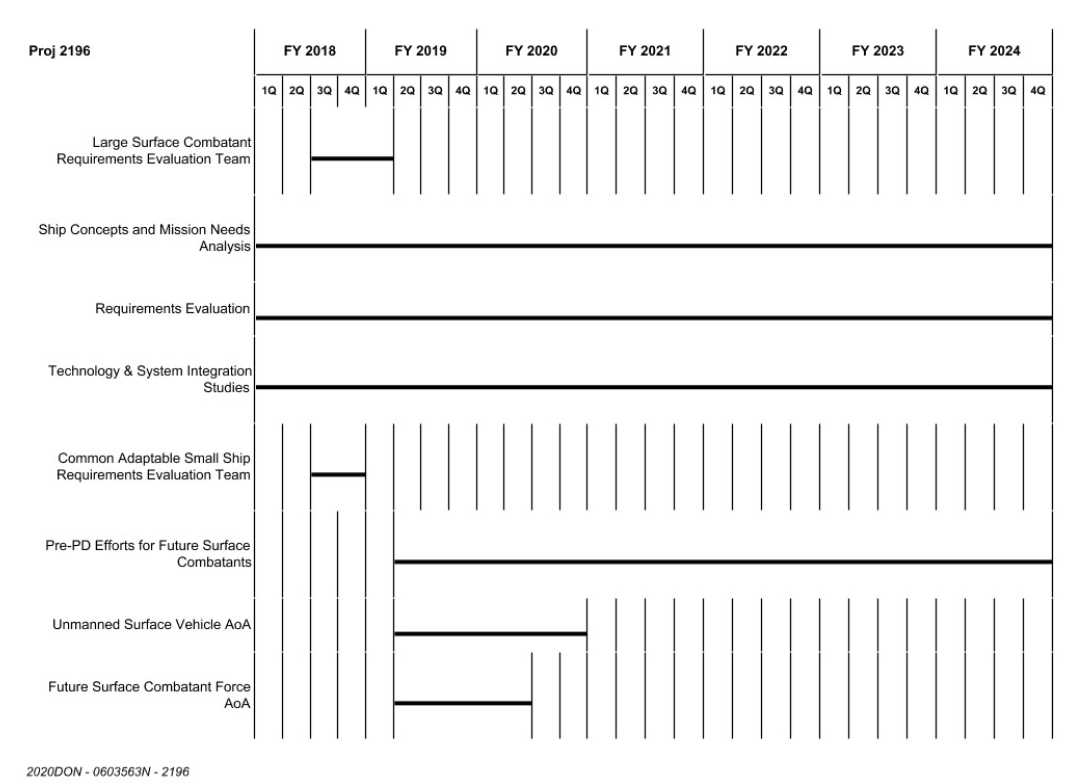 Proj 2196 FY 2018 FY 2019 FY 2020 FY 2021 FY 2022 FY 2023 FY 2024
1Q 2Q 3Q 4Q 1Q 2Q 3Q 4Q 1Q 2Q 3Q 4Q 1Q 2Q 3Q 4Q 1Q 2Q 3Q 4Q 1Q 2Q 3Q 4Q 1Q 2Q 3Q 4Q
Large Surface Combatant
Requirements Evaluation Team
Ship Concepts and Mission Needs
Analysis
Requirements Evaluation
Technology & System Integration
Studies
Common Adaptable Small Ship
Requirements Evaluation Team
Pre-PD Efforts for Future Surface
Combatants
Unmanned Surface Vehicle AoA
Future Surface Combatant Force
AoA
2020DON - 0603563N - 2196